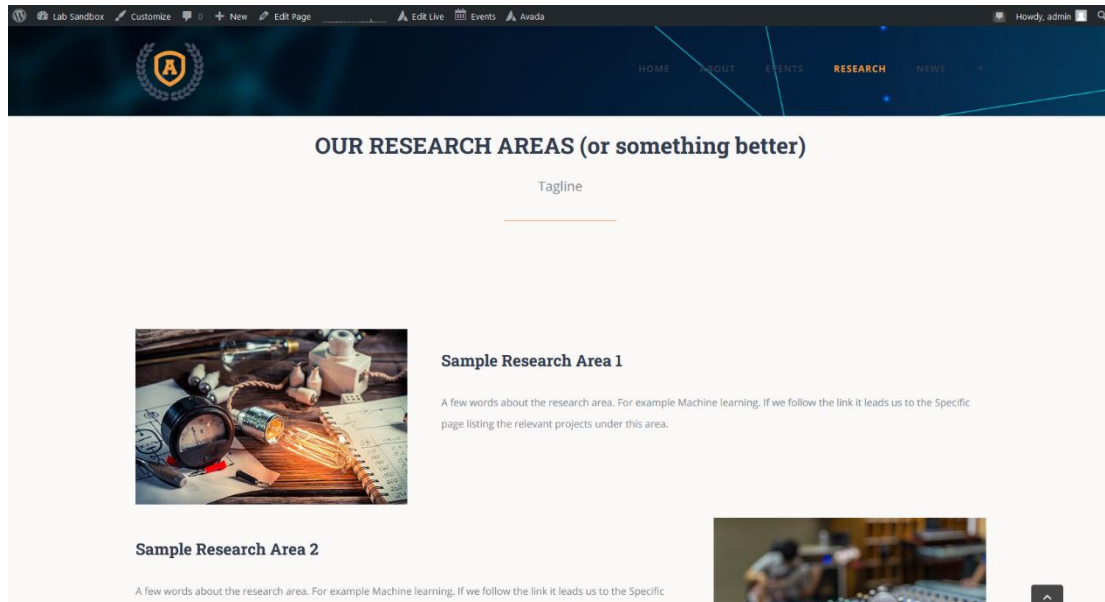 Lab Sandbox Customize 0 New Edit Page Edit Live Events Avada Howdy, admin
A
HOME ABOUT EVENTS RESEARCH NEWS
OUR RESEARCH AREAS (or something better)
Tagline
Sample Research Area 1
A few words about the research area. For example Machine learning. If we follow the link it leads us to the Specific
page listing the relevant projects under this area.
Sample Research Area 2
A few words about the research area. For example Machine learning. If we follow the link it leads us to the Specific